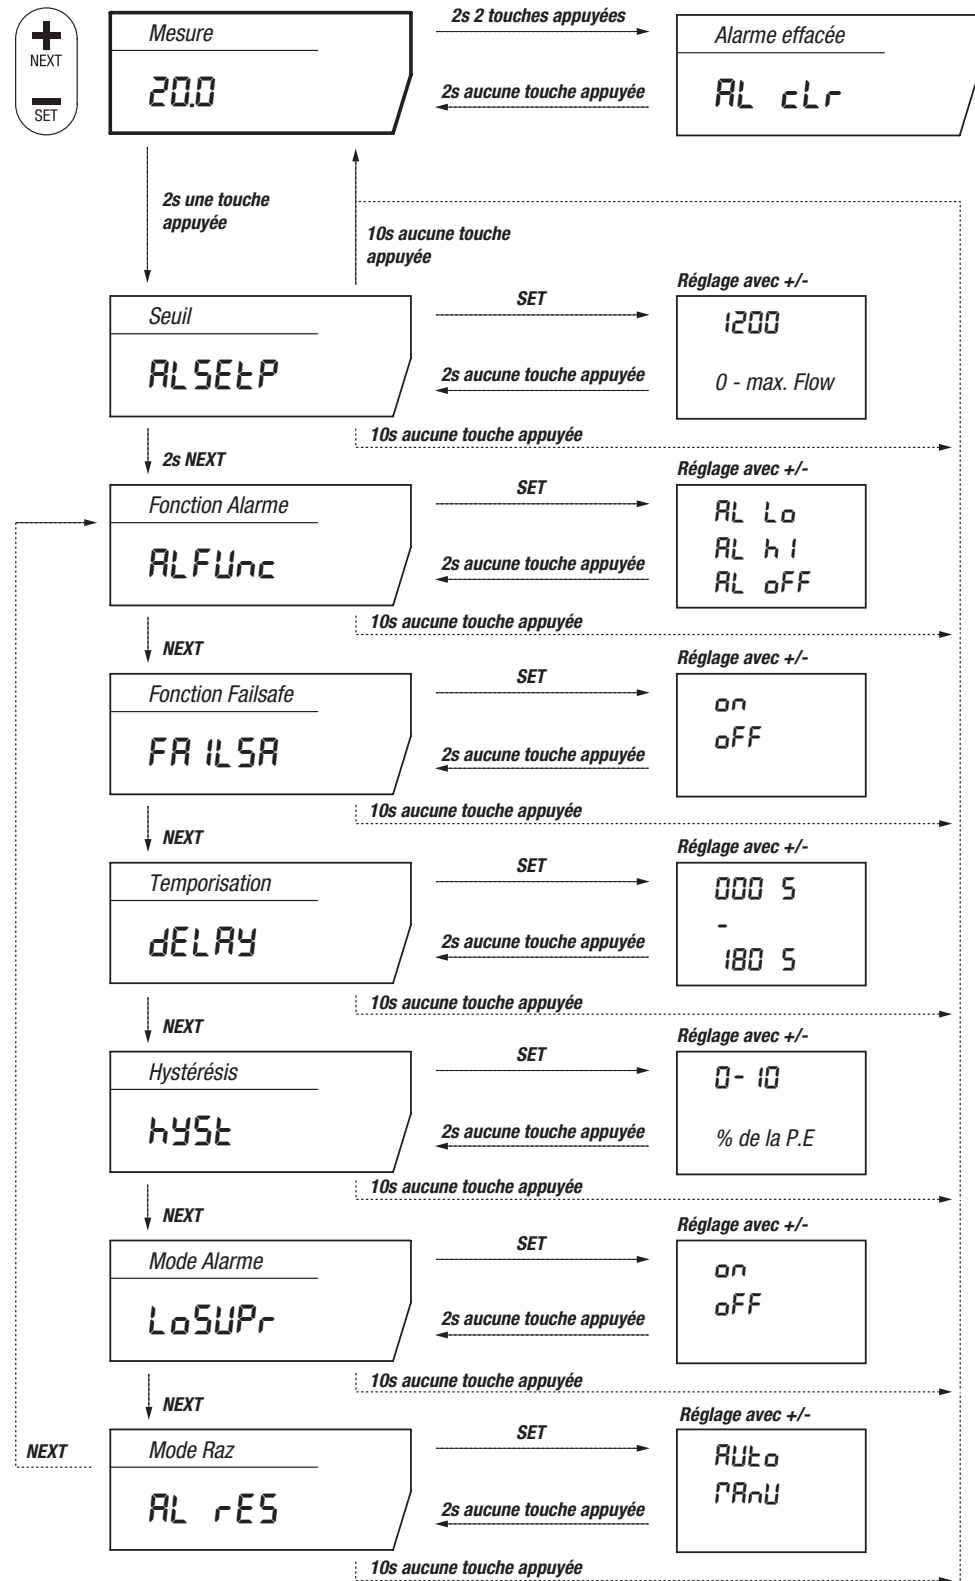 NEXT
SET
Mesure
20.0
2s 2 touches appuyées
2s aucune touche appuyée
Alarme effacée
AL cLr
2s une touche
appuyée
10s aucune touche
appuyée
Seuil
ALSEtP
SET
2s aucune touche appuyée
Réglage avec +/-
1200
0 - max. Flow
10s aucune touche appuyée
2s NEXT
Fonction Alarme
ALFUnc
SET
2s aucune touche appuyée
Réglage avec +/-
AL Lo
AL hI
AL oFF
10s aucune touche appuyée
NEXT
Fonction Failsafe
FAILSA
SET
2s aucune touche appuyée
Réglage avec +/-
on
oFF
10s aucune touche appuyée
NEXT
Temporisation
dELAY
SET
2s aucune touche appuyée
Réglage avec +/-
000 S
-
180 S
10s aucune touche appuyée
NEXT
Hystérésis
hYSt
SET
2s aucune touche appuyée
Réglage avec +/-
0-10
% de la P.E
10s aucune touche appuyée
NEXT
Mode Alarme
LoSUPr
SET
2s aucune touche appuyée
Réglage avec +/-
on
oFF
10s aucune touche appuyée
NEXT
NEXT
Mode Raz
AL rES
SET
2s aucune touche appuyée
Réglage avec +/-
AUto
MAnU
10s aucune touche appuyée